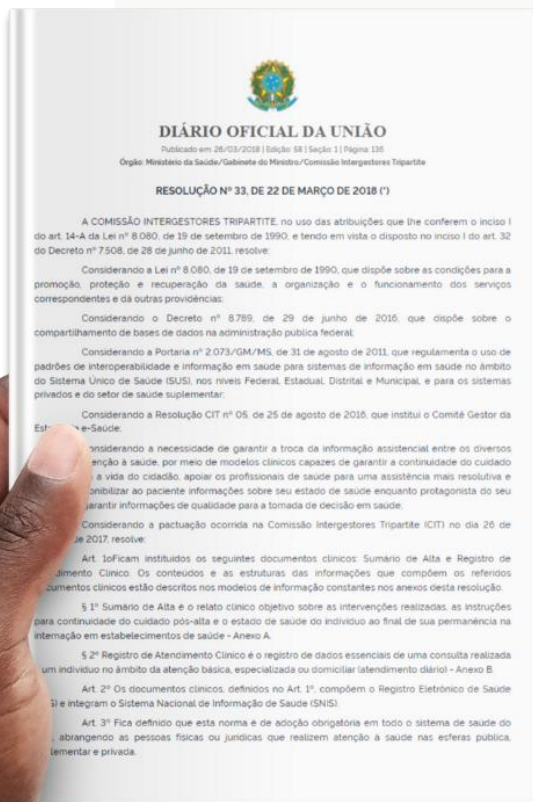 DIÁRIO OFICIAL DA UNIÃO
Publicado em: 26/03/2018 | Edição: 58 | Seção: 1 | Página: 136
Órgão: Ministério da Saúde/Gabinete do Ministro/Comissão Intergestores Tripartite
RESOLUÇÃO Nº 33, DE 22 DE MARÇO DE 2018 (*)
A COMISSÃO INTERGESTORES TRIPARTITE, no uso das atribuições que lhe conferem o inciso I
do art. 14-A da Lei nº 8.080, de 19 de setembro de 1990, e tendo em vista o disposto no inciso I do art. 32
do Decreto nº 7.508, de 28 de junho de 2011, resolve:
Considerando a Lei nº 8.080, de 19 de setembro de 1990, que dispõe sobre as condições para a
promoção, proteção e recuperação da saúde, a organização e o funcionamento dos serviços
correspondentes e dá outras providências;
Considerando o Decreto nº 8.789, de 29 de junho de 2016, que dispõe sobre o
compartilhamento de bases de dados na administração pública federal;
Considerando a Portaria nº 2.073/GM/MS, de 31 de agosto de 2011, que regulamenta o uso de
padrões de interoperabilidade e informação em saúde para sistemas de informação em saúde no âmbito
do Sistema Único de Saúde (SUS), nos níveis Federal, Estadual, Distrital e Municipal, e para os sistemas
privados e do setor de saúde suplementar;
Considerando a Resolução CIT nº 05, de 25 de agosto de 2016, que institui o Comitê Gestor da
e-Saúde;
onsiderando a necessidade de garantir a troca da informação assistencial entre os diversos
enção à saúde, por meio de modelos clínicos capazes de garantir a continuidade do cuidado
a vida do cidadão, apoiar os profissionais de saúde para uma assistência mais resolutiva e
onibilizar ao paciente informações sobre seu estado de saúde enquanto protagonista do seu
garantir informações de qualidade para a tomada de decisão em saúde;
Considerando a pactuação ocorrida na Comissão Intergestores Tripartite (CIT) no dia 26 de
de 2017, resolve:
Art. 1oFicam instituídos os seguintes documentos clínicos: Sumário de Alta e Registro de
dimento Clínico. Os conteúdos e as estruturas das informações que compõem os referidos
cumentos clínicos estão descritos nos modelos de informação constantes nos anexos desta resolução.
§ 1º Sumário de Alta é o relato clínico objetivo sobre as intervenções realizadas, as instruções
para continuidade do cuidado pós-alta e o estado de saúde do indivíduo ao final de sua permanência na
internação em estabelecimentos de saúde - Anexo A.
§ 2º Registro de Atendimento Clínico é o registro de dados essenciais de uma consulta realizada
um indivíduo no âmbito da atenção básica, especializada ou domiciliar (atendimento diário) - Anexo B.
Art. 2º Os documentos clínicos, definidos no Art. 1º, compõem o Registro Eletrônico de Saúde
S) e integram o Sistema Nacional de Informação de Saúde (SNIS).
Art. 3º Fica definido que esta norma é de adoção obrigatória em todo o sistema de saúde do
, abrangendo as pessoas físicas ou jurídicas que realizem atenção à saúde nas esferas pública,
lementar e privada.